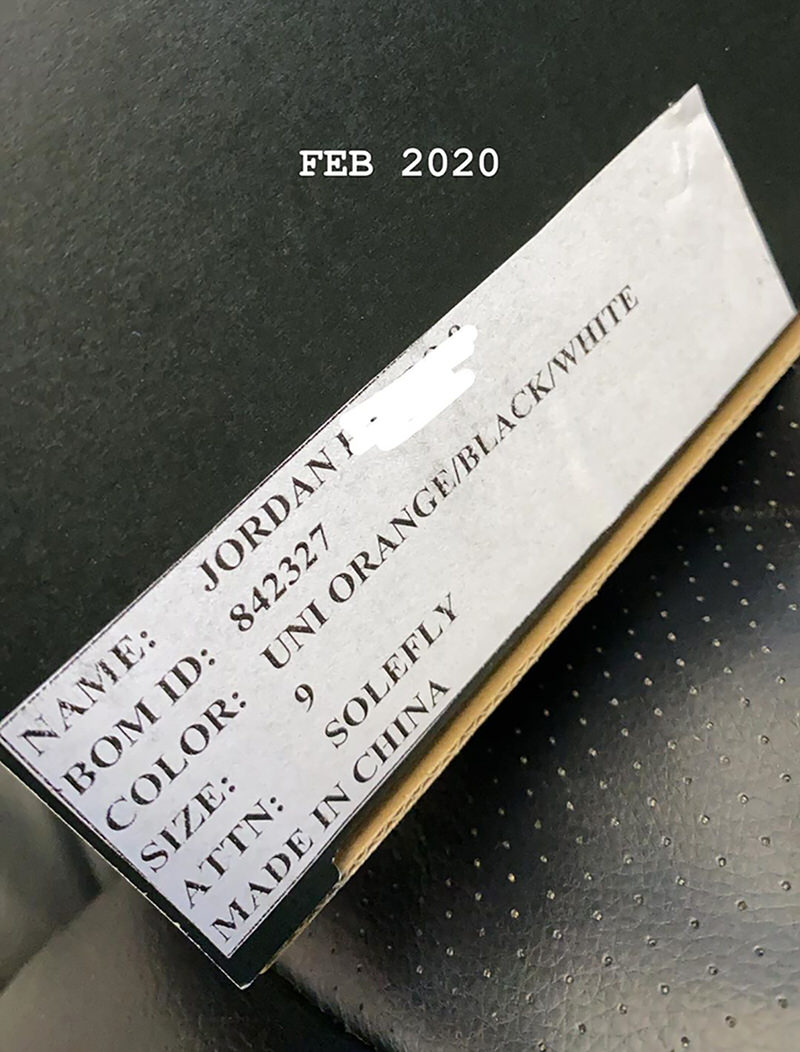 FEB 2020
NAME: JORDAN
BOM ID: 842327
COLOR: UNI ORANGE/BLACK/WHITE
SIZE: 9
ATTN: SOLEFLY
MADE IN CHINA